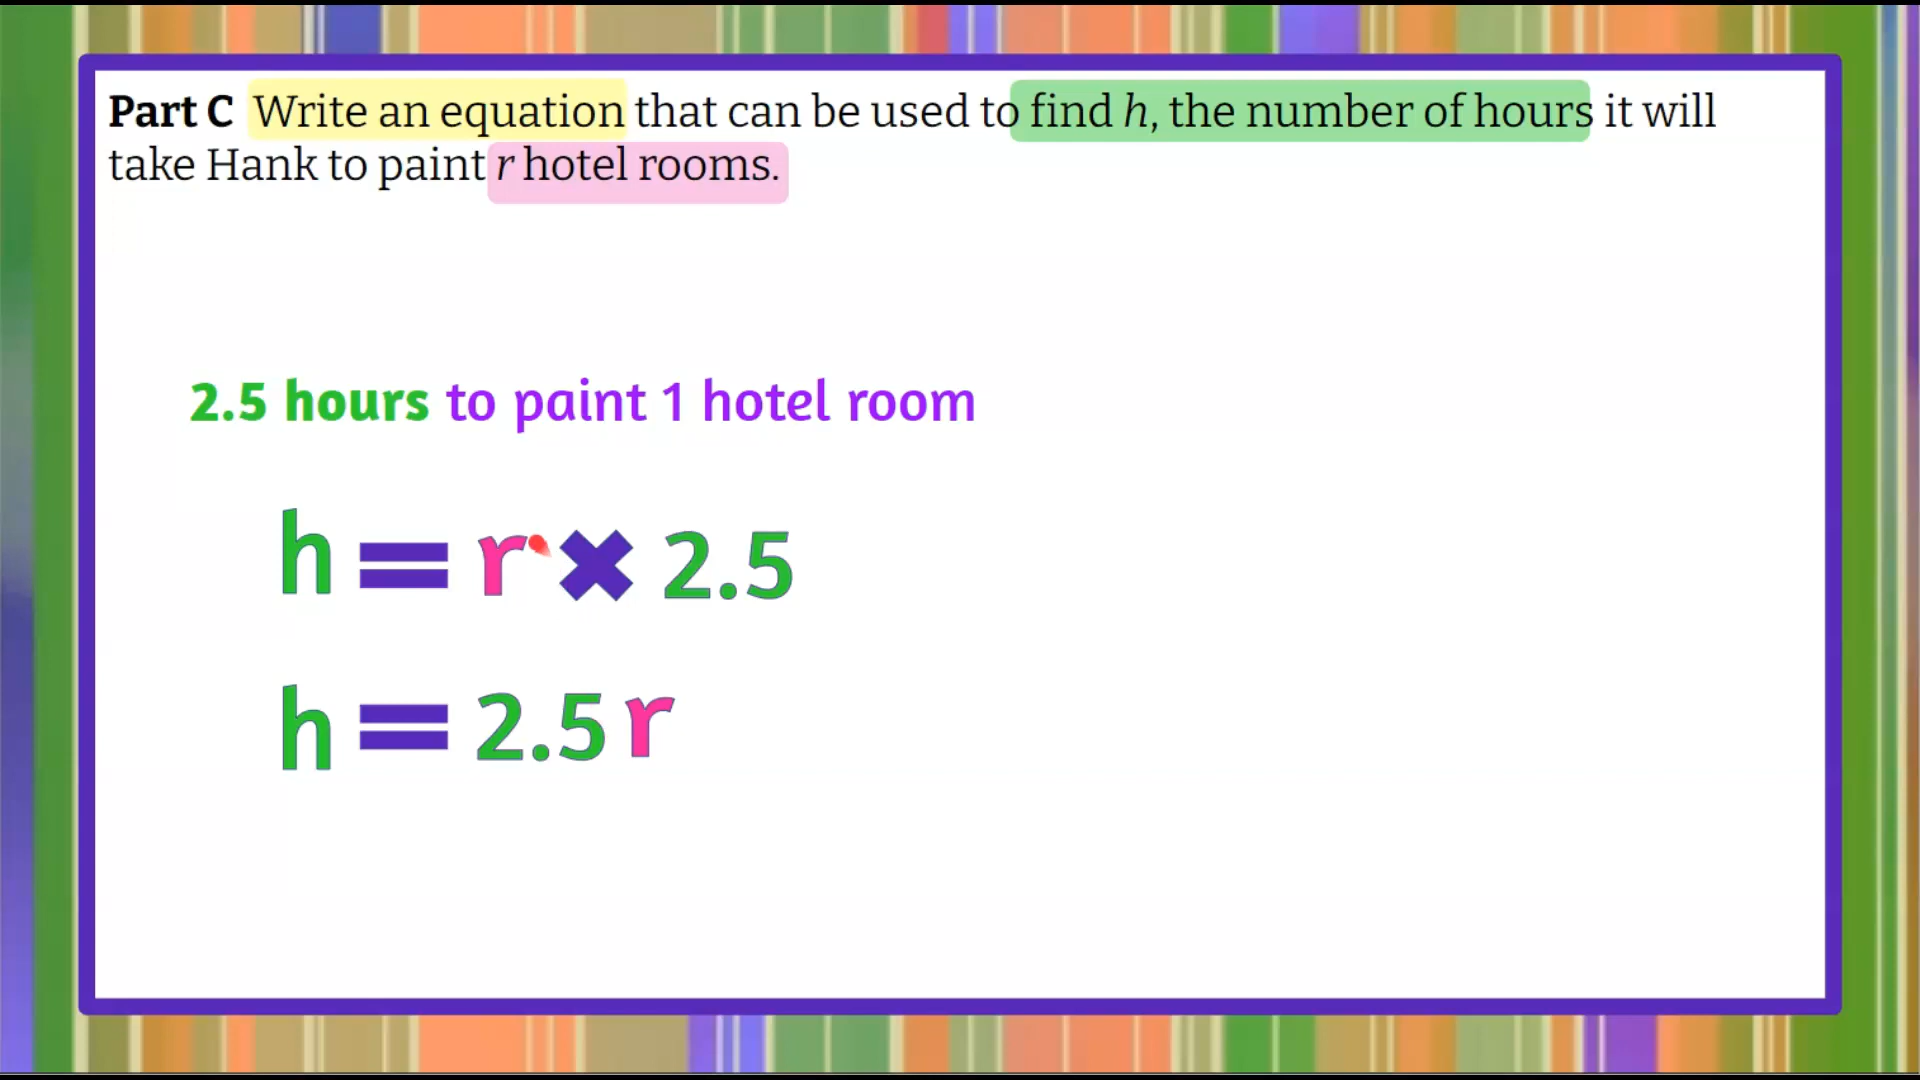 Part C Write an equation that can be used to find h, the number of hours it will
take Hank to paint r hotel rooms.
2.5 hours to paint 1 hotel room
h = r × 2.5
h = 2.5 r